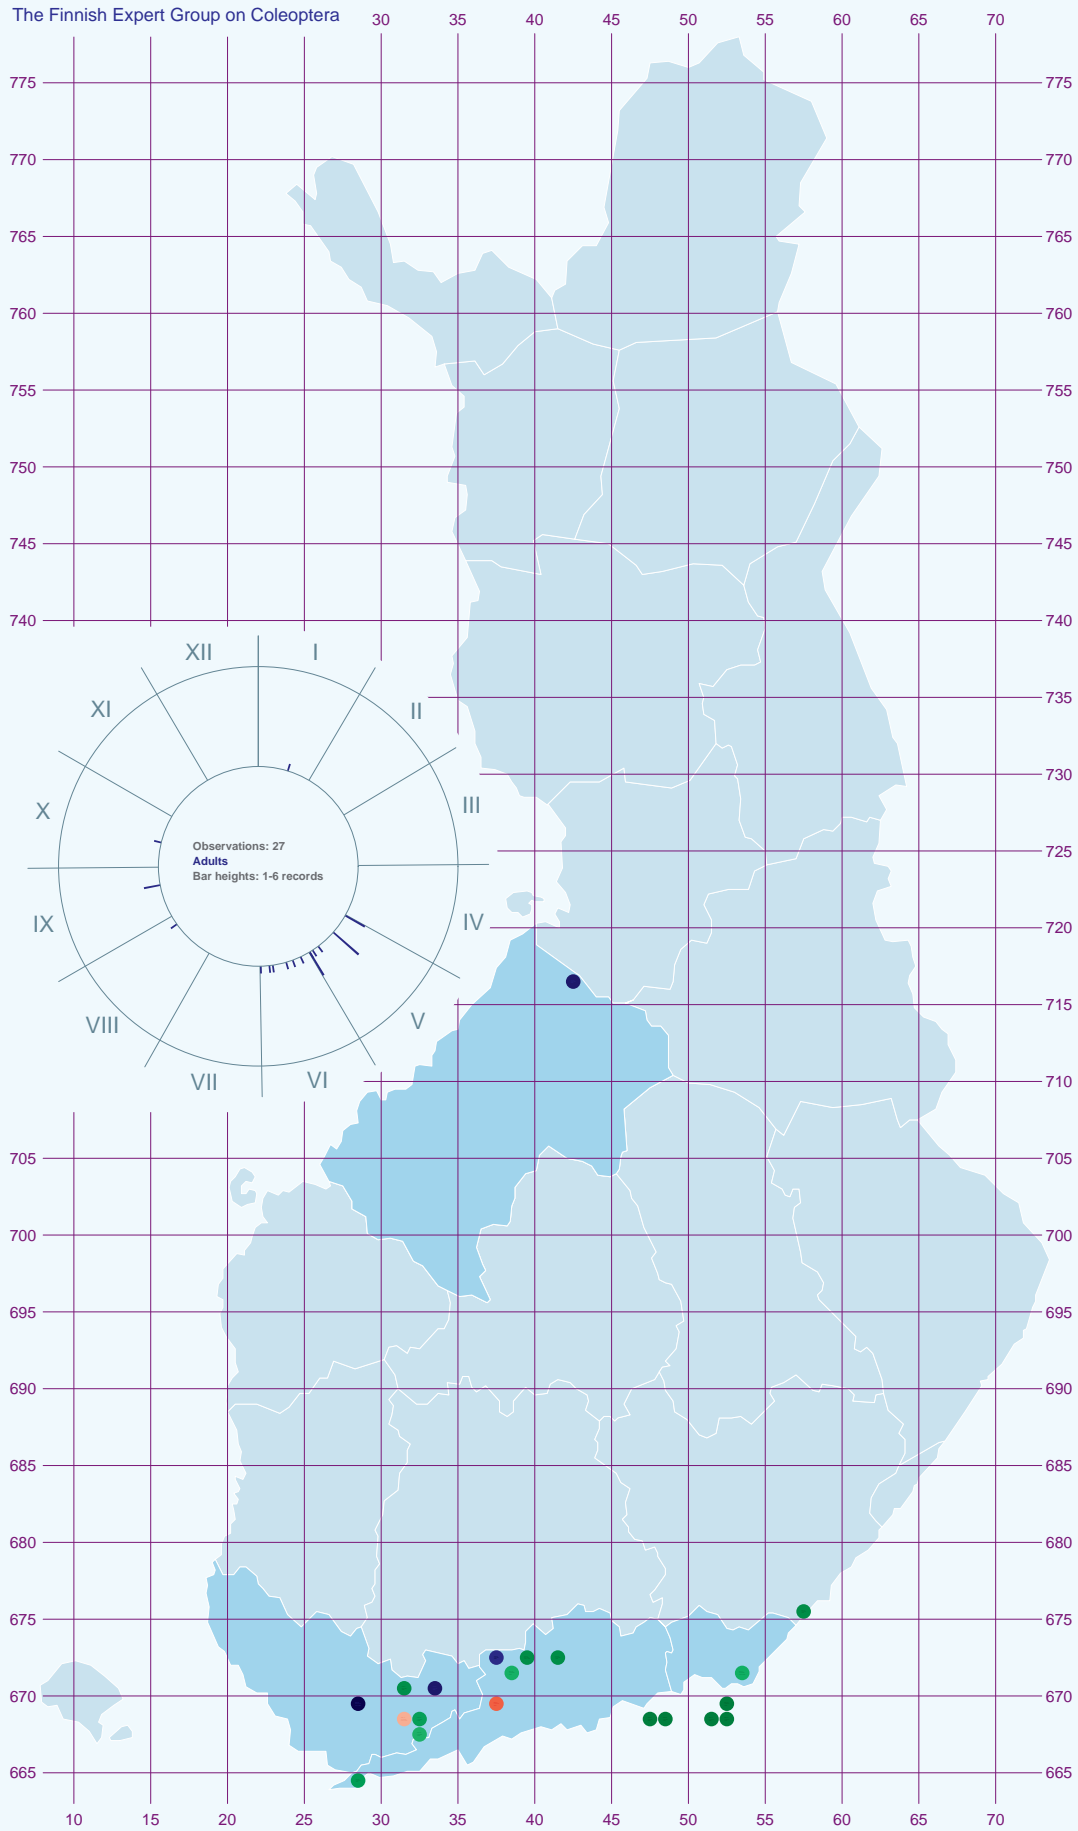 The Finnish Expert Group on Coleoptera
30 35 40 45 50 55 60 65 70
775 775
770 770
765 765
760 760
755 755
750 750
745 745
740 740
XII I
XI II
735
730
X III
725
Observations: 27
Adults
Bar heights: 1-6 records
IX IV
720 720
715
VIII V
VII VI
710
705 705
700 700
695 695
690 690
685 685
680 680
675 675
670 670
665 665
10 15 20 25 30 35 40 45 50 55 60 65 70